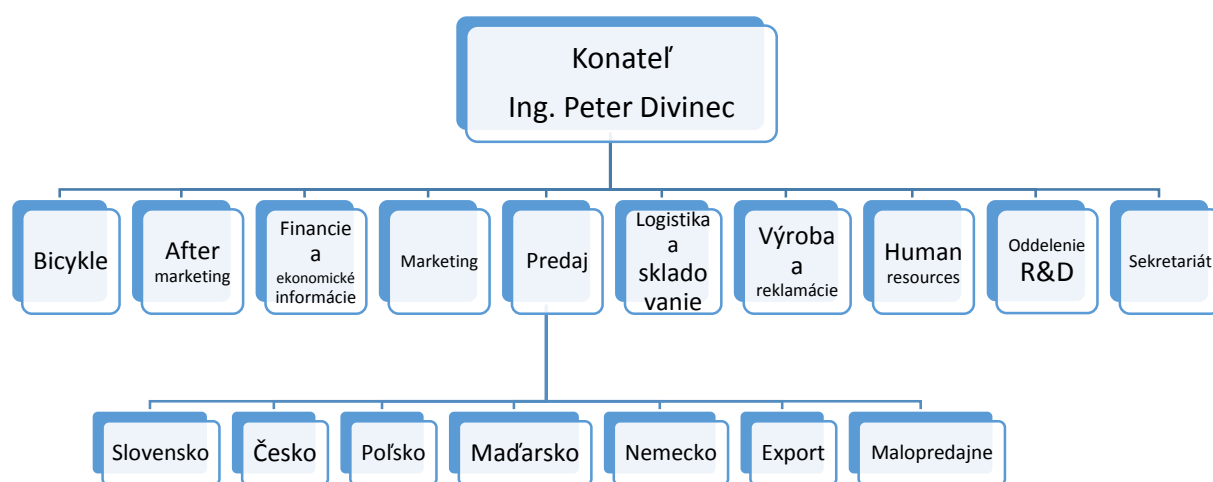 Konateľ
Ing. Peter Divinec
Bicykle
After
marketing
Financie
a
ekonomické
informácie
Marketing
Predaj
Logistika
a
sklado
vanie
Výroba
a
reklamácie
Human
resources
Oddelenie
R&D
Sekretariát
Slovensko
Česko
Poľsko
Maďarsko
Nemecko
Export
Malopredajne